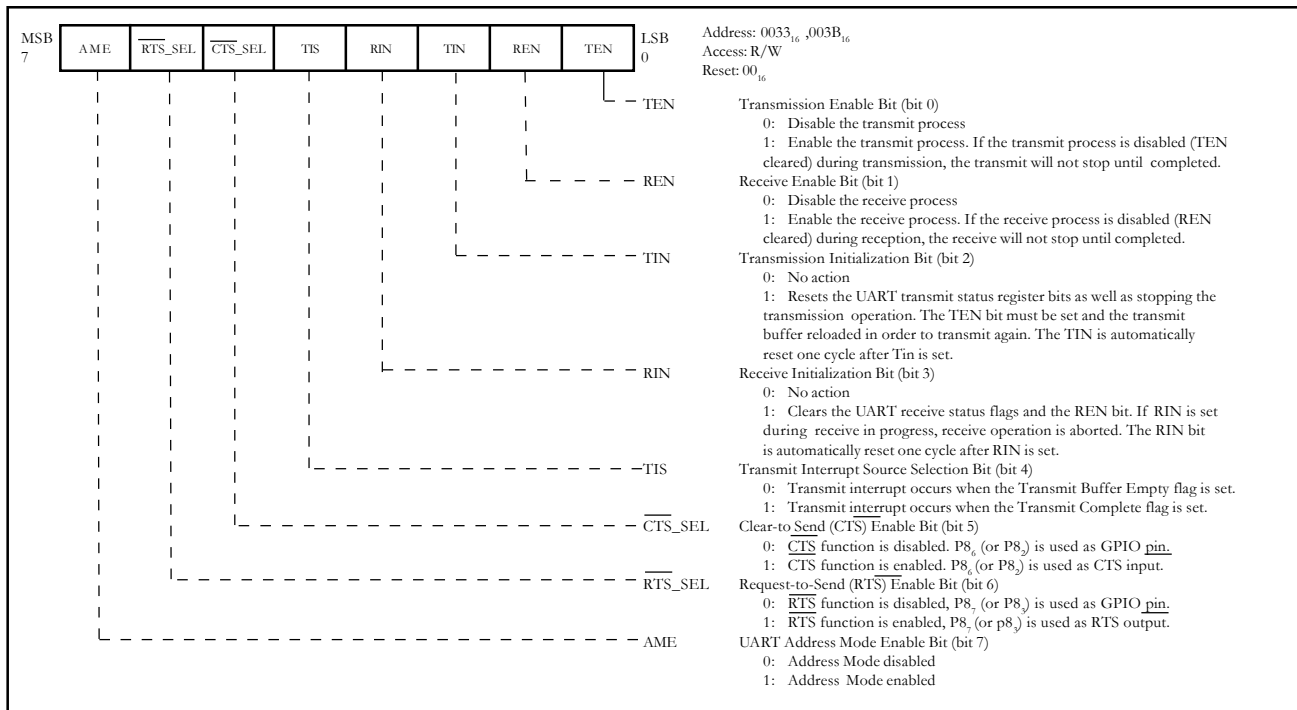 MSB 7 AME RTS_SEL CTS_SEL TIS RIN TIN REN TEN LSB 0
Address: 0033₁₆ ,003B₁₆
Access: R/W
Reset: 00₁₆
TEN Transmission Enable Bit (bit 0)
0: Disable the transmit process
1: Enable the transmit process. If the transmit process is disabled (TEN
cleared) during transmission, the transmit will not stop until completed.
REN Receive Enable Bit (bit 1)
0: Disable the receive process
1: Enable the receive process. If the receive process is disabled (REN
cleared) during reception, the receive will not stop until completed.
TIN Transmission Initialization Bit (bit 2)
0: No action
1: Resets the UART transmit status register bits as well as stopping the
transmission operation. The TEN bit must be set and the transmit
buffer reloaded in order to transmit again. The TIN is automatically
reset one cycle after Tin is set.
RIN Receive Initialization Bit (bit 3)
0: No action
1: Clears the UART receive status flags and the REN bit. If RIN is set
during receive in progress, receive operation is aborted. The RIN bit
is automatically reset one cycle after RIN is set.
TIS Transmit Interrupt Source Selection Bit (bit 4)
0: Transmit interrupt occurs when the Transmit Buffer Empty flag is set.
1: Transmit interrupt occurs when the Transmit Complete flag is set.
CTS_SEL Clear-to Send (CTS) Enable Bit (bit 5)
0: CTS function is disabled. P8₆ (or P8₂) is used as GPIO pin.
1: CTS function is enabled. P8₆ (or P8₂) is used as CTS input.
RTS_SEL Request-to-Send (RTS) Enable Bit (bit 6)
0: RTS function is disabled, P8₇ (or P8₃) is used as GPIO pin.
1: RTS function is enabled, P8₇ (or p8₃) is used as RTS output.
AME UART Address Mode Enable Bit (bit 7)
0: Address Mode disabled
1: Address Mode enabled